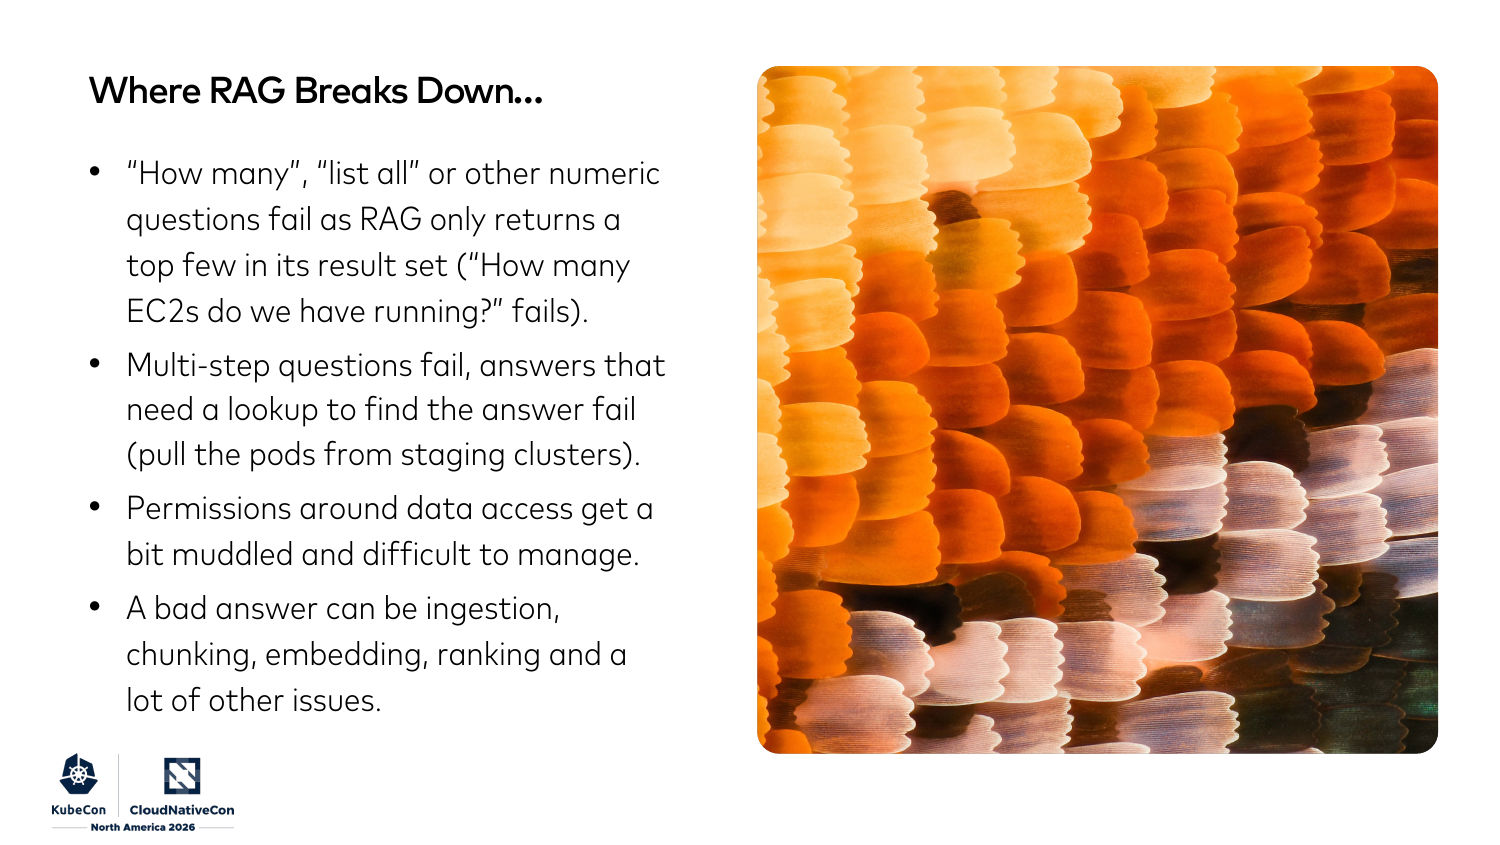 Where RAG Breaks Down...
• “How many”, “list all” or other numeric
questions fail as RAG only returns a
top few in its result set (“How many
EC2s do we have running?” fails).
• Multi-step questions fail, answers that
need a lookup to find the answer fail
(pull the pods from staging clusters).
• Permissions around data access get a
bit muddled and difficult to manage.
• A bad answer can be ingestion,
chunking, embedding, ranking and a
lot of other issues.
KubeCon
CloudNativeCon
North America 2026